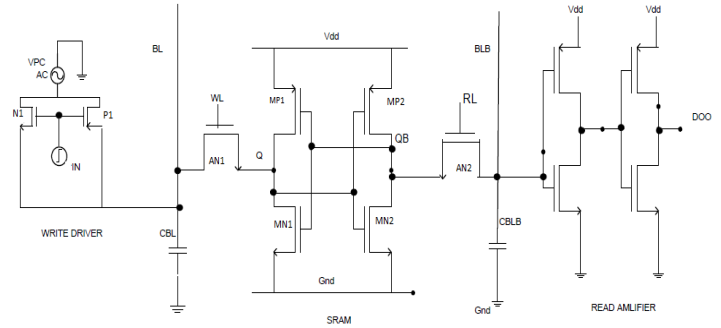 BL
Vdd
BLB
Vdd
Vdd
VPC
AC
N1
P1
WL
MP1
MP2
RL
DOO
IN
Q
QB
AN1
AN2
MN1
MN2
WRITE DRIVER
CBL
CBLB
Gnd
Gnd
SRAM
READ AMLIFIER